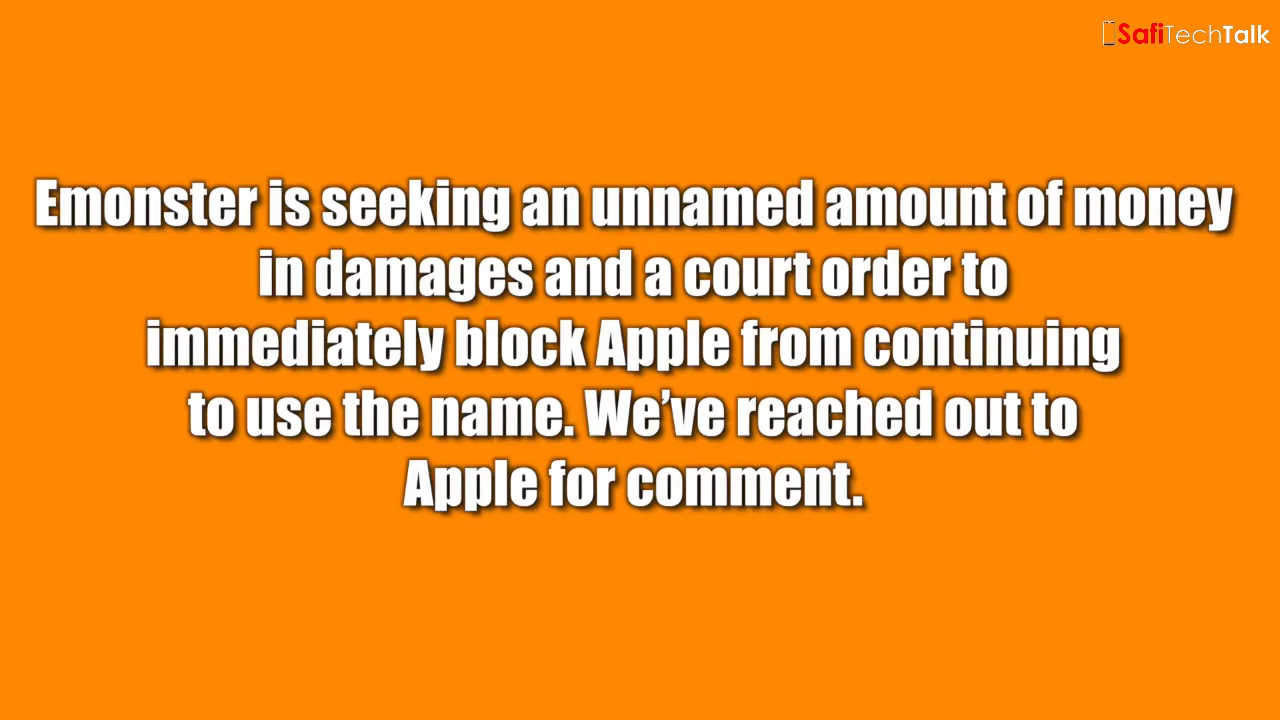 SafiTechTalk
Emonster is seeking an unnamed amount of money
in damages and a court order to
immediately block Apple from continuing
to use the name. We’ve reached out to
Apple for comment.